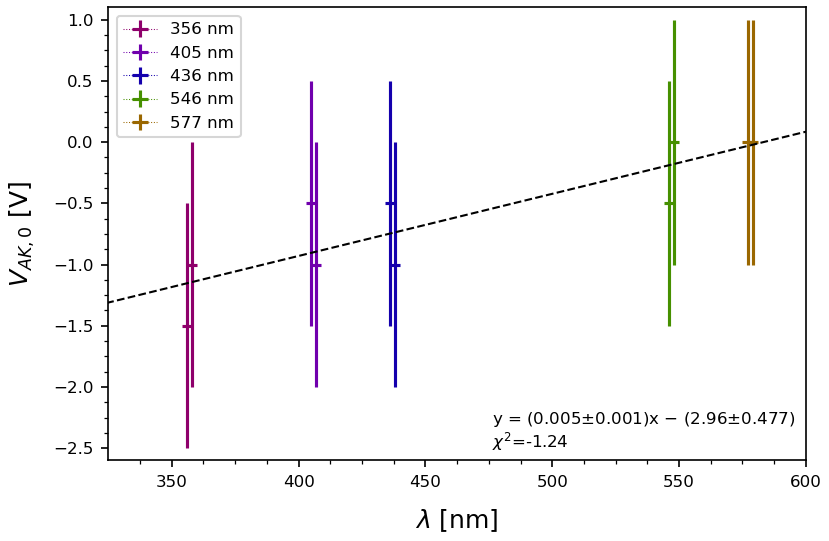 356 nm
405 nm
436 nm
546 nm
577 nm
1.0
0.5
0.0
−0.5
−1.0
−1.5
−2.0
−2.5
V_{AK,0} [V]
y = (0.005±0.001)x − (2.96±0.477)
χ²=-1.24
350 400 450 500 550 600
λ [nm]